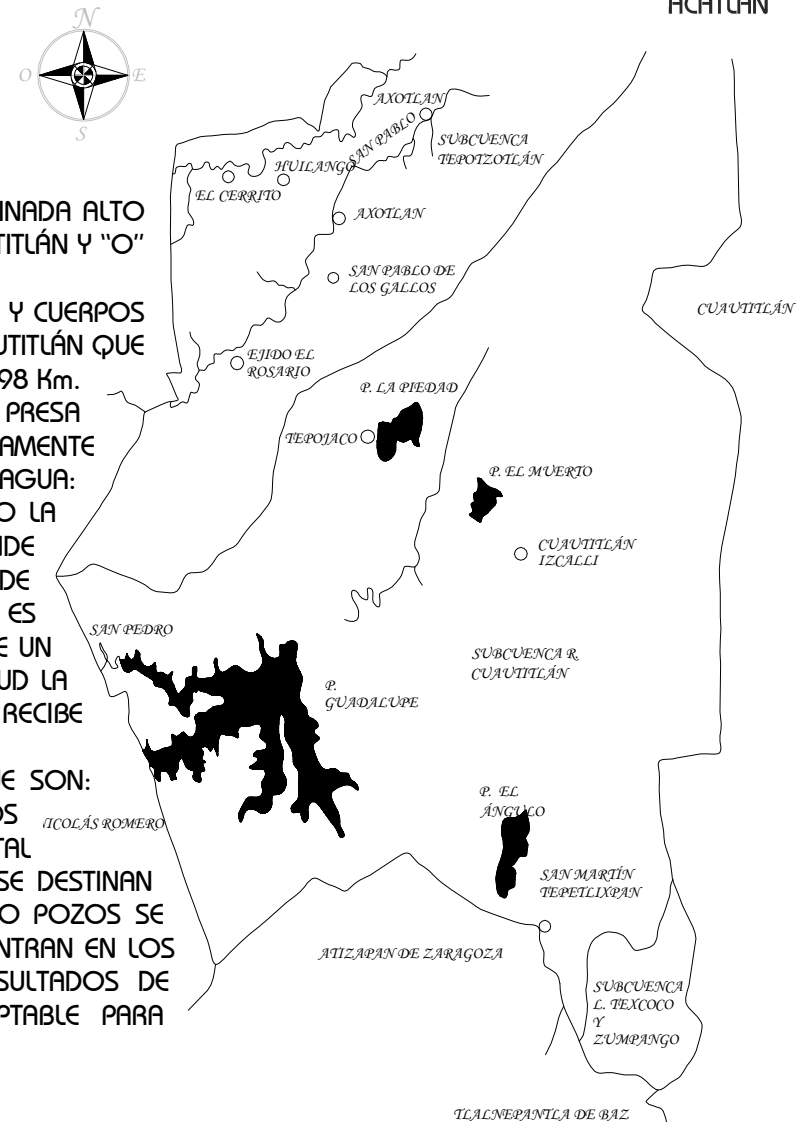 ACATLÁN
N
O
E
S
AXOTLAN
SAN PABLO
SUBCUENCA
TEPOTZOTLÁN
HUILANGO
EL CERRITO
INADA ALTO
TITLÁN Y “O”
AXOTLAN
SAN PABLO DE
LOS GALLOS
Y CUERPOS
UTITLÁN QUE
98 Km.
PRESA
AMENTE
AGUA:
O LA
IDE
DE
ES
E UN
UD LA
RECIBE
CUAUTITLÁN
EJIDO EL
ROSARIO
P. LA PIEDAD
TEPOJACO
P. EL MUERTO
CUAUTITLÁN
IZCALLI
SAN PEDRO
SUBCUENCA R.
CUAUTITLÁN
P.
GUADALUPE
UE SON:
OS
TAL
SE DESTINAN
O POZOS SE
NTRAN EN LOS
SULTADOS DE
PTABLE PARA
NICOLÁS ROMERO
P. EL
ÁNGULO
SAN MARTÍN
TEPETLIXPAN
ATIZAPAN DE ZARAGOZA
SUBCUENCA
L. TEXCOCO
Y
ZUMPANGO
TLALNEPANTLA DE BAZ